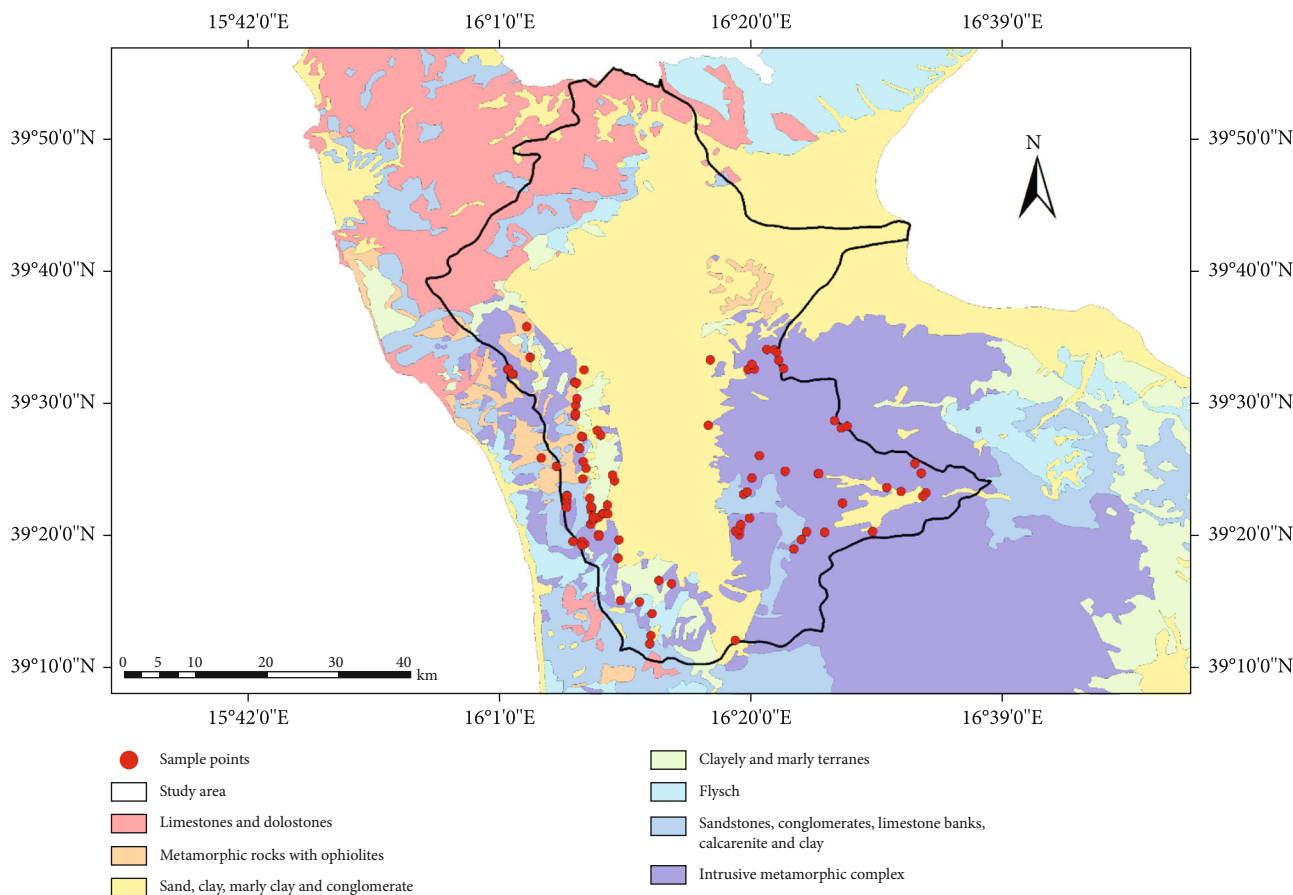 15°42'0"E 16°1'0"E 16°20'0"E 16°39'0"E
39°50'0"N 39°50'0"N
N
39°40'0"N 39°40'0"N
39°30'0"N 39°30'0"N
39°20'0"N 39°20'0"N
39°10'0"N 39°10'0"N
0 5 10 20 30 40
km
15°42'0"E 16°1'0"E 16°20'0"E 16°39'0"E
Sample points
Study area
Limestones and dolostones
Metamorphic rocks with ophiolites
Sand, clay, marly clay and conglomerate
Clayely and marly terranes
Flysch
Sandstones, conglomerates, limestone banks,
calcarenite and clay
Intrusive metamorphic complex